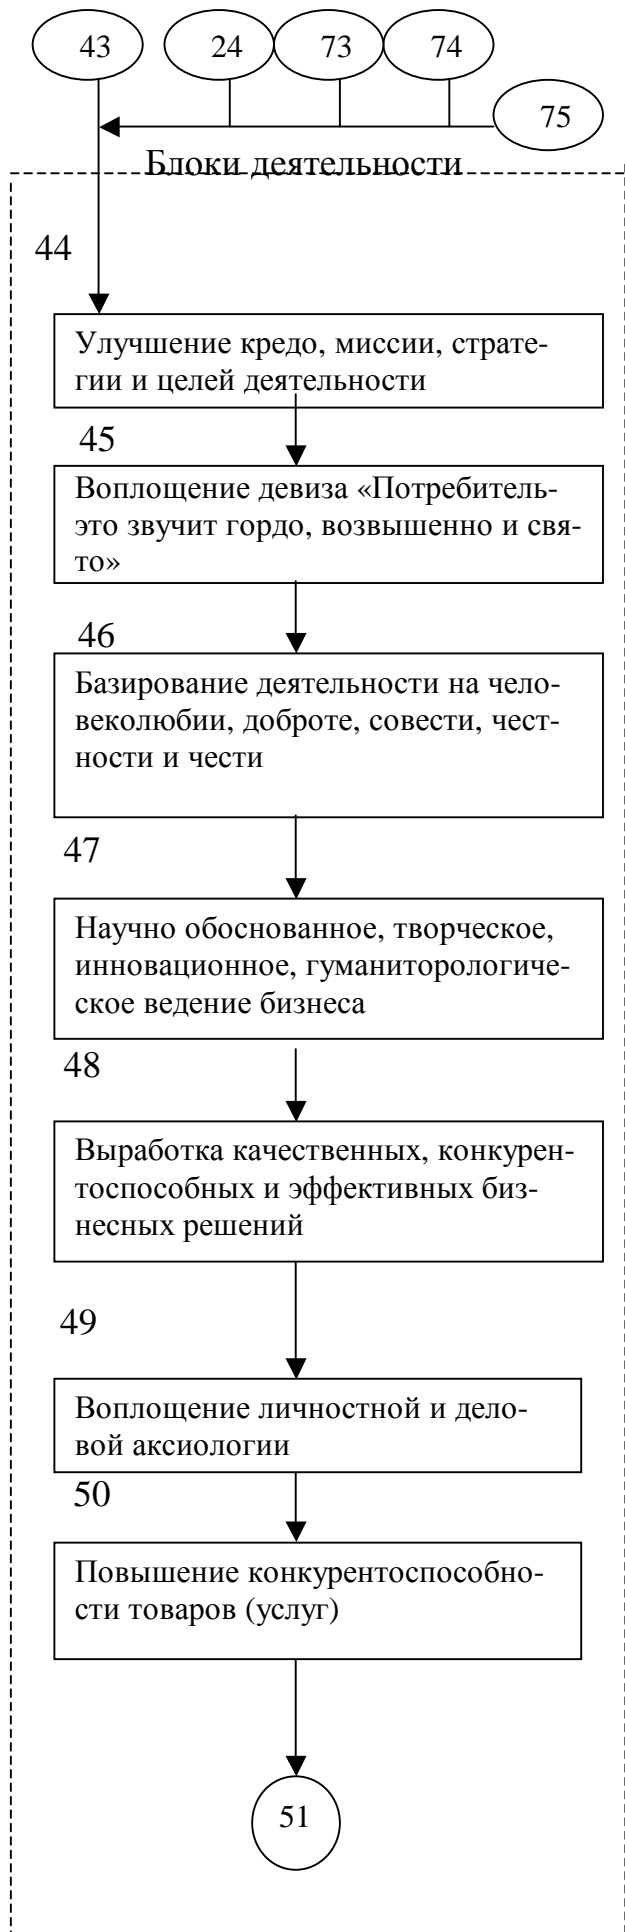 43
24
73
74
75
Блоки деятельности
44
Улучшение кредо, миссии, страте-
гии и целей деятельности
45
Воплощение девиза «Потребитель-
это звучит гордо, возвышенно и свя-
то»
46
Базирование деятельности на чело-
веколюбии, доброте, совести, чест-
ности и чести
47
Научно обоснованное, творческое,
инновационное, гуманиторологиче-
ское ведение бизнеса
48
Выработка качественных, конкурен-
тоспособных и эффективных биз-
несных решений
49
Воплощение личностной и дело-
вой аксиологии
50
Повышение конкурентоспособно-
сти товаров (услуг)
51